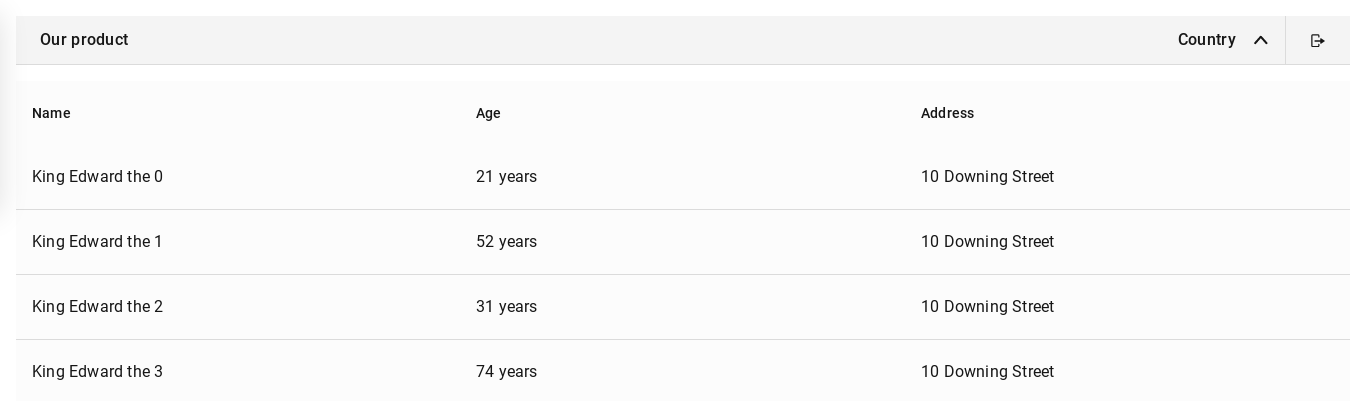 Our product Country
Name Age Address
King Edward the 0 21 years 10 Downing Street
King Edward the 1 52 years 10 Downing Street
King Edward the 2 31 years 10 Downing Street
King Edward the 3 74 years 10 Downing Street